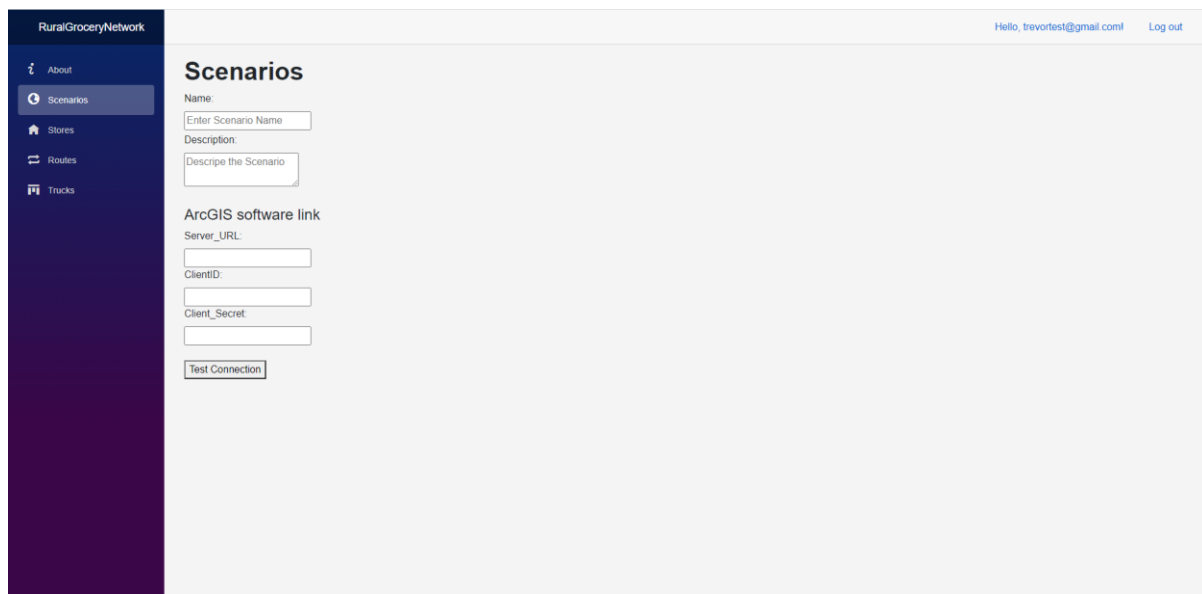 RuralGroceryNetwork
Hello, trevortest@gmail.com!
Log out
About
Scenarios
Stores
Routes
Trucks
Scenarios
Name:
Enter Scenario Name
Description:
Descripe the Scenario
ArcGIS software link
Server_URL:
ClientID:
Client_Secret:
Test Connection